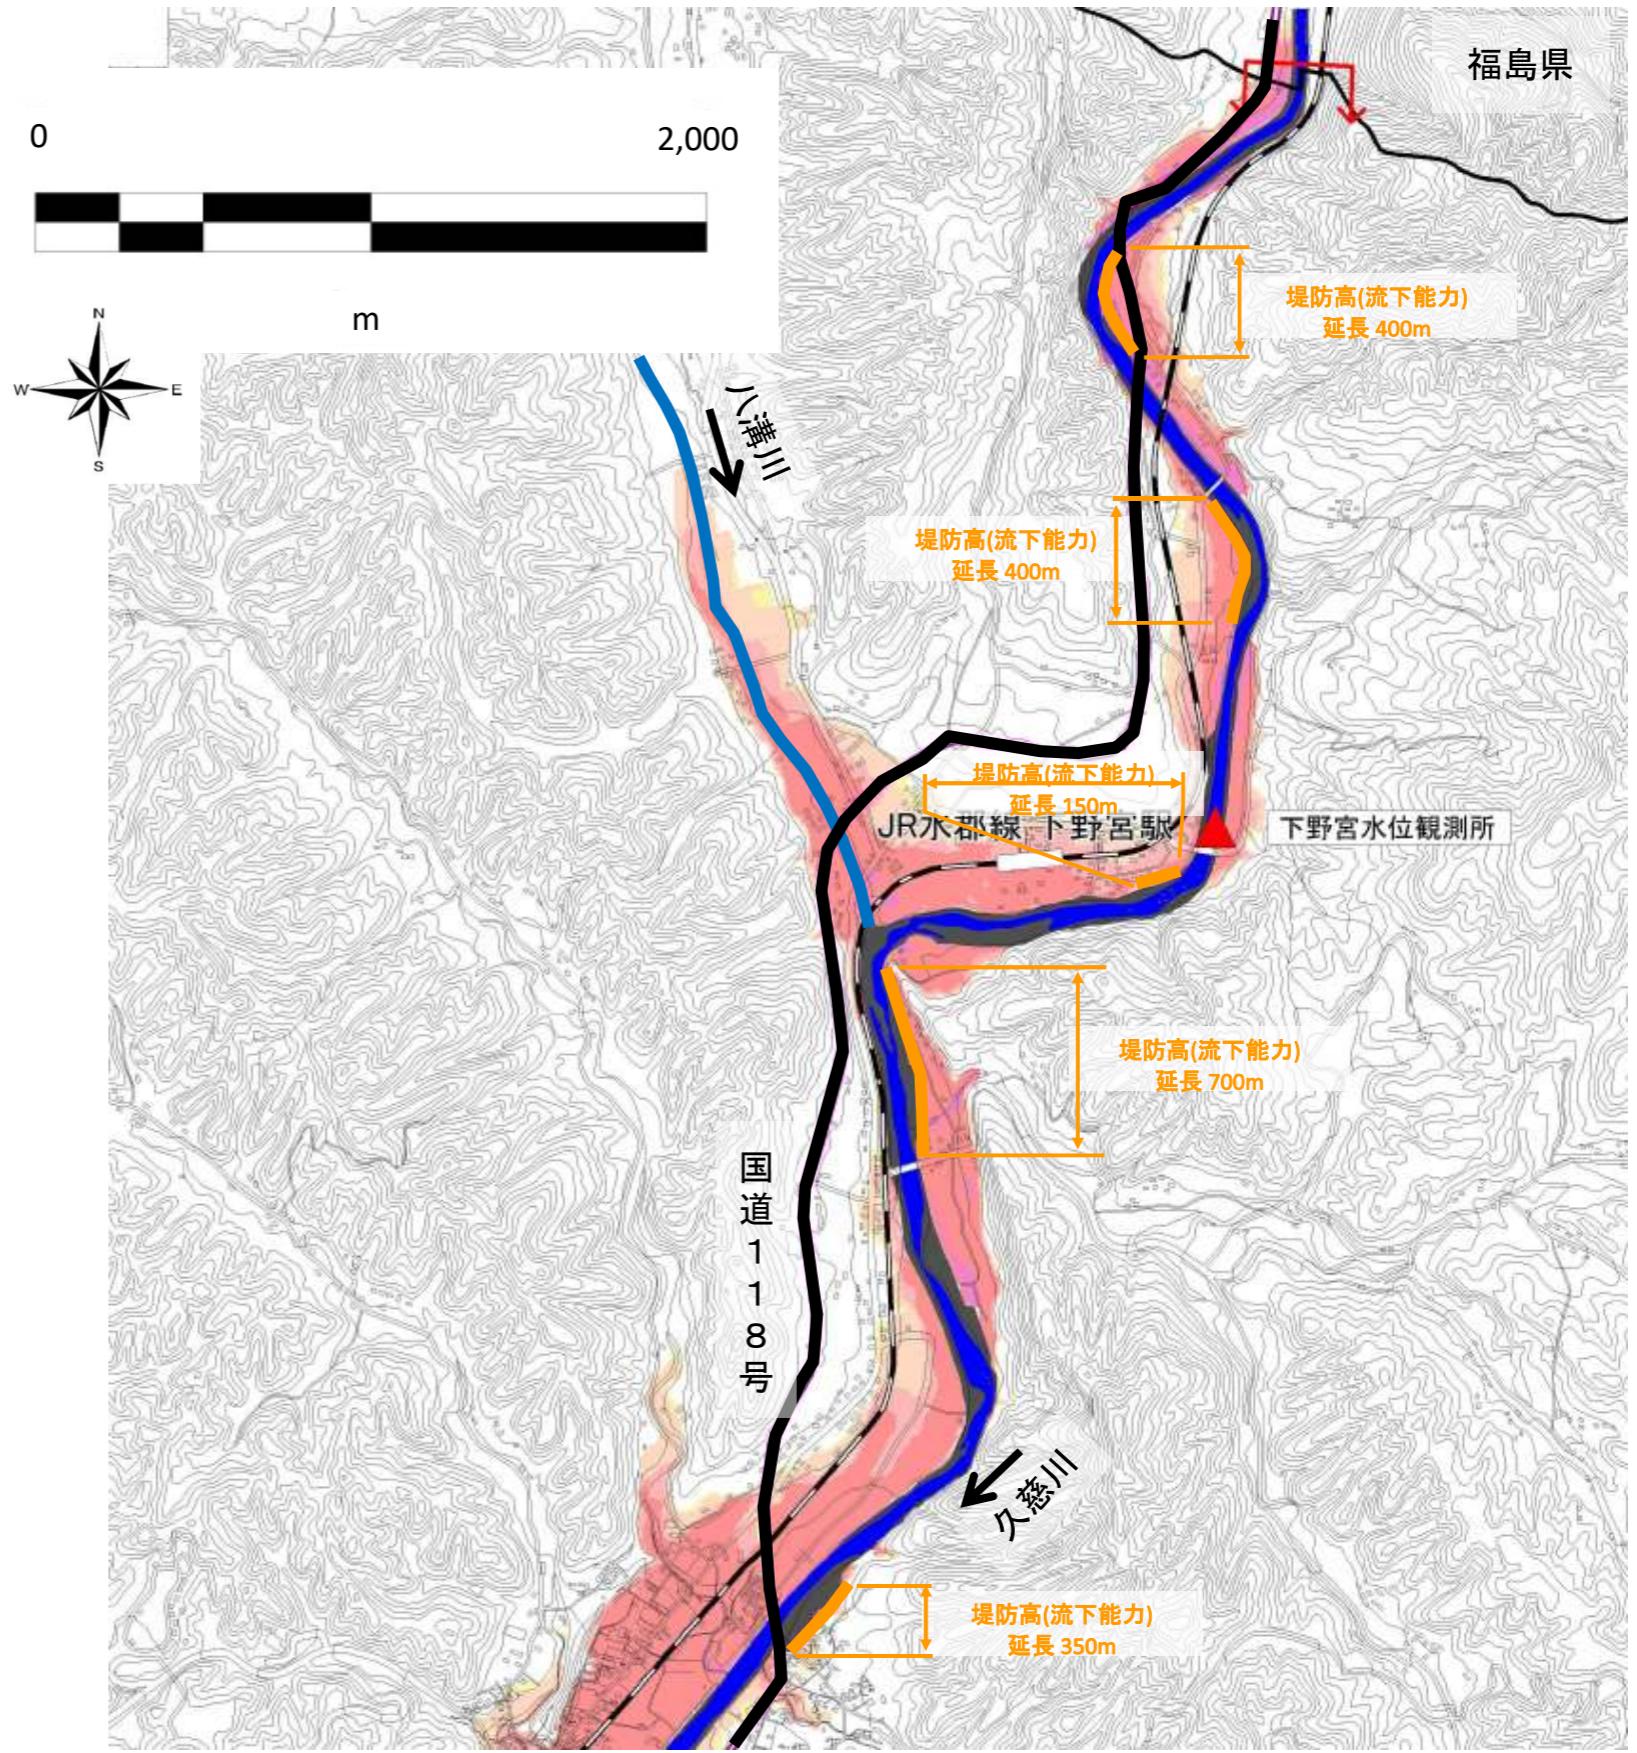 福島県
0 2,000
m
N
W E
S
堤防高(流下能力)
延長 400m
八溝川
堤防高(流下能力)
延長 400m
堤防高(流下能力)
延長 150m
JR水郡線 下野宮駅
下野宮水位観測所
堤防高(流下能力)
延長 700m
国道118号
久慈川
堤防高(流下能力)
延長 350m